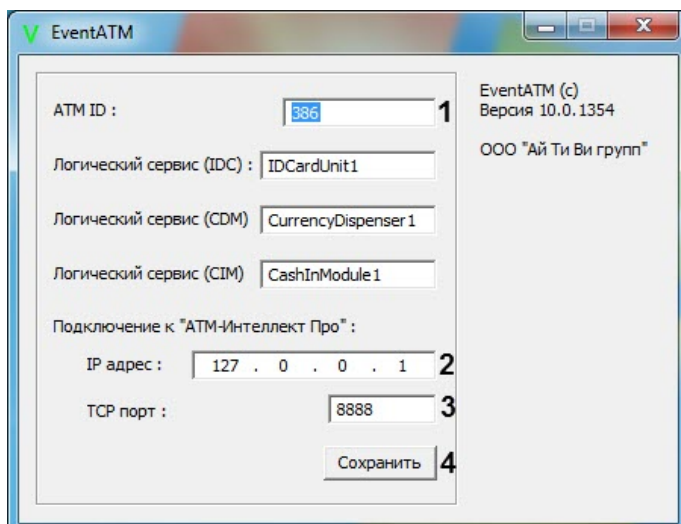 EventATM
ATM ID :
386
1
EventATM (c)
Версия 10.0.1354
ООО "Ай Ти Ви групп"
Логический сервис (IDC) :
IDCardUnit1
Логический сервис (CDM)
CurrencyDispenser1
Логический сервис (CIM)
CashInModule1
Подключение к "АТМ-Интеллект Про" :
IP адрес :
127 . 0 . 0 . 1
2
TCP порт :
8888
3
Сохранить
4